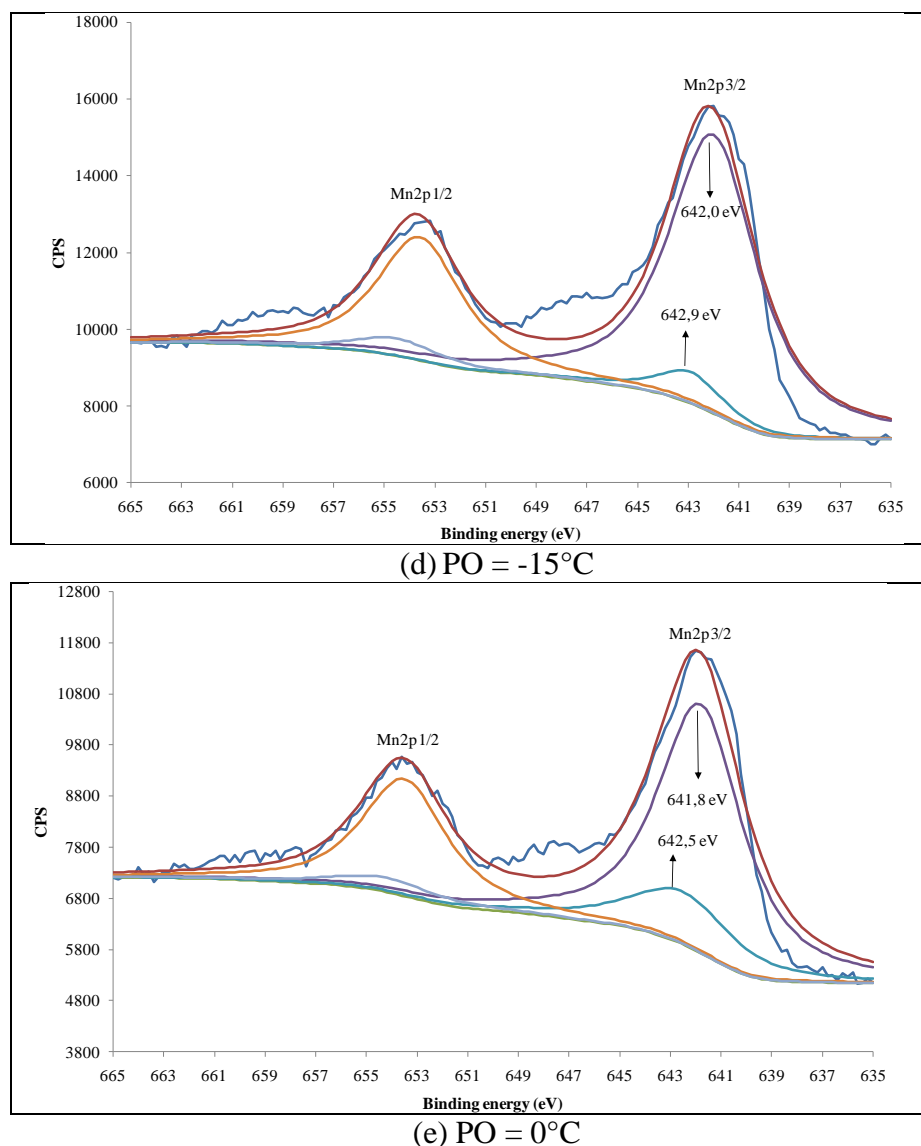 18000
16000
14000
12000
10000
8000
6000
CPS
Mn2p3/2
Mn2p1/2
642,0 eV
642,9 eV
665 663 661 659 657 655 653 651 649 647 645 643 641 639 637 635
Binding energy (eV)
(d) PO = -15°C
12800
11800
10800
9800
8800
7800
6800
5800
4800
3800
CPS
Mn2p3/2
Mn2p1/2
641,8 eV
642,5 eV
665 663 661 659 657 655 653 651 649 647 645 643 641 639 637 635
Binding energy (eV)
(e) PO = 0°C